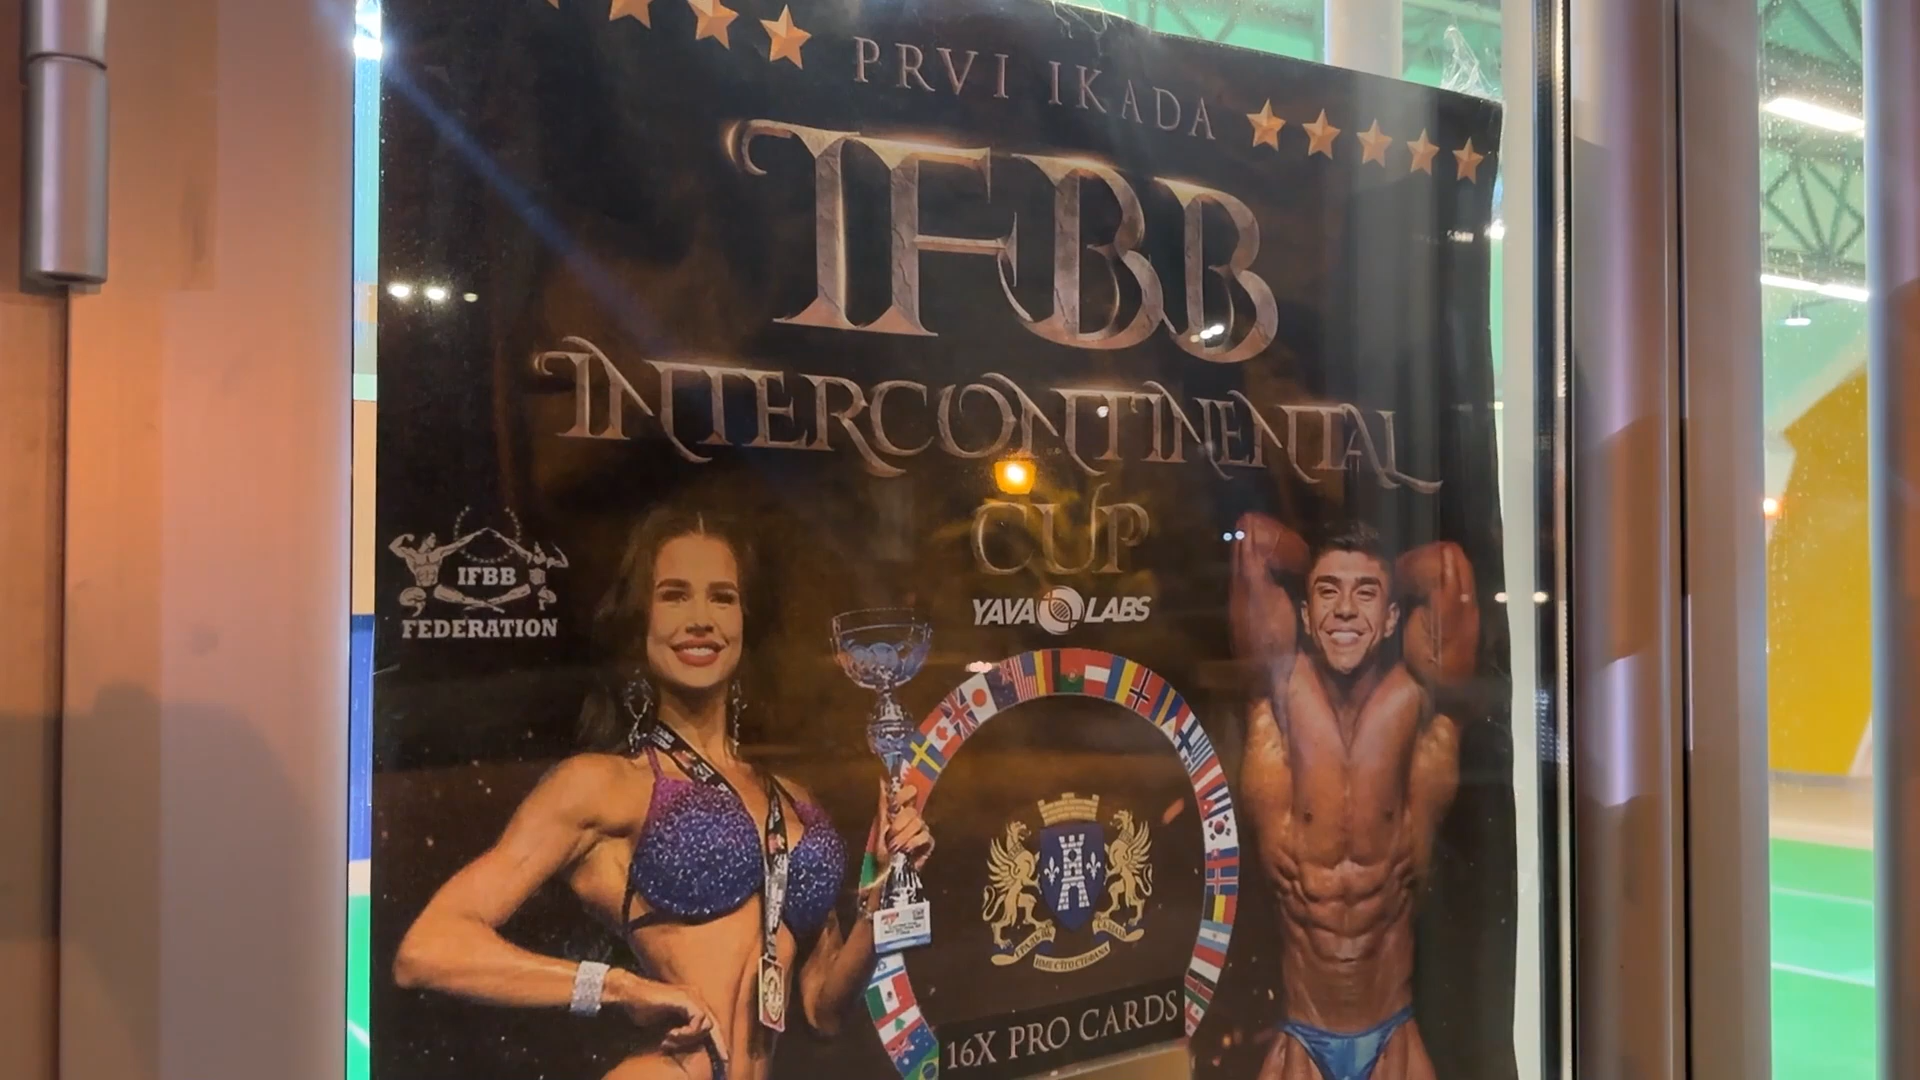 PRVI IKADA
IFBB
INTERCONTINENTAL
CUP
YAVA LABS
IFBB
FEDERATION
16X PRO CARDS